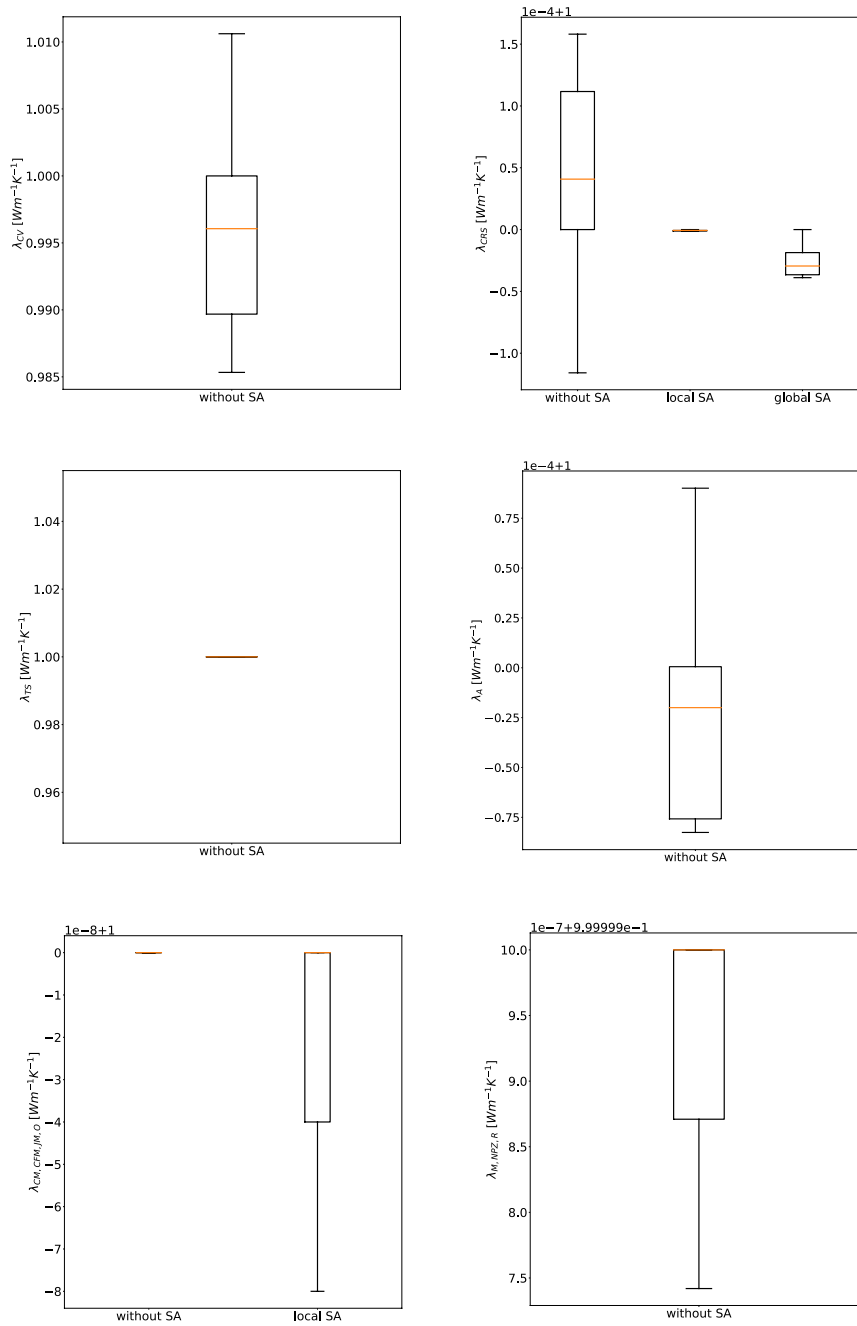 1.010
1.005
1.000
0.995
0.990
0.985
λCV [Wm−1K−1]
without SA
1e−4+1
1.5
1.0
0.5
0.0
−0.5
−1.0
λCRS [Wm−1K−1]
without SA local SA global SA
1.04
1.02
1.00
0.98
0.96
λTS [Wm−1K−1]
without SA
1e−4+1
0.75
0.50
0.25
0.00
−0.25
−0.50
−0.75
λA [Wm−1K−1]
without SA
1e−8+1
0
−1
−2
−3
−4
−5
−6
−7
−8
λCM,CFM,JM,O [Wm−1K−1]
without SA local SA
1e−7+9.99999e−1
10.0
9.5
9.0
8.5
8.0
7.5
λM,NPZ,R [Wm−1K−1]
without SA